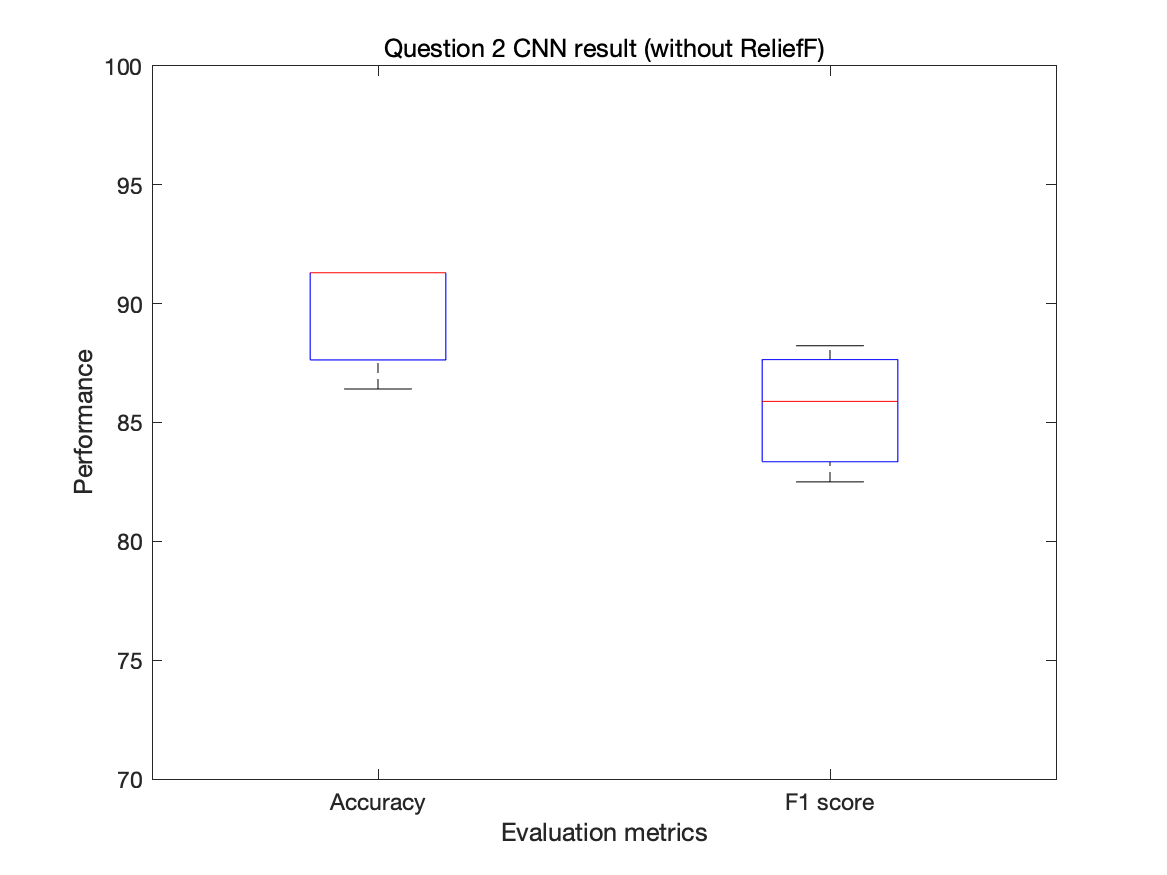 Question 2 CNN result (without ReliefF)
100
95
90
85
80
75
70
Performance
Accuracy
F1 score
Evaluation metrics